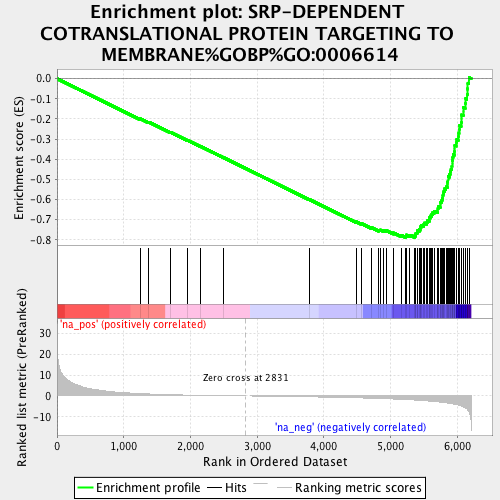 Enrichment plot: SRP-DEPENDENT
COTRANSLATIONAL PROTEIN TARGETING TO
MEMBRANE%GOBP%GO:0006614
Enrichment score (ES)
0.0
-0.1
-0.2
-0.3
-0.4
-0.5
-0.6
-0.7
-0.8
'na_pos' (positively correlated)
Ranked list metric (PreRanked)
30
20
10
0
-10
Zero cross at 2831
'na_neg' (negatively correlated)
0 1,000 2,000 3,000 4,000 5,000 6,000
Rank in Ordered Dataset
Enrichment profile Hits Ranking metric scores